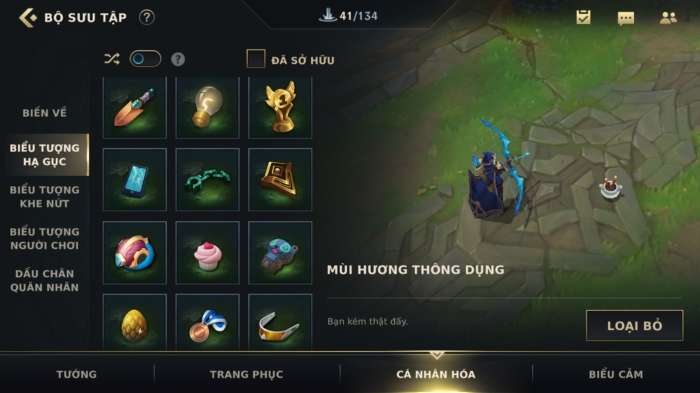 BỘ SƯU TẬP ?
41/134
? ĐÃ SỞ HỮU
BIẾN VỀ
BIỂU TƯỢNG
HẠ GỤC
BIỂU TƯỢNG
KHE NỨT
BIỂU TƯỢNG
NGƯỜI CHƠI
DẤU CHÂN
QUÂN NHÂN
MÙI HƯƠNG THÔNG DỤNG
Bạn kém thật đấy.
LOẠI BỎ
TƯỚNG
TRANG PHỤC
CÁ NHÂN HÓA
BIỂU CẢM